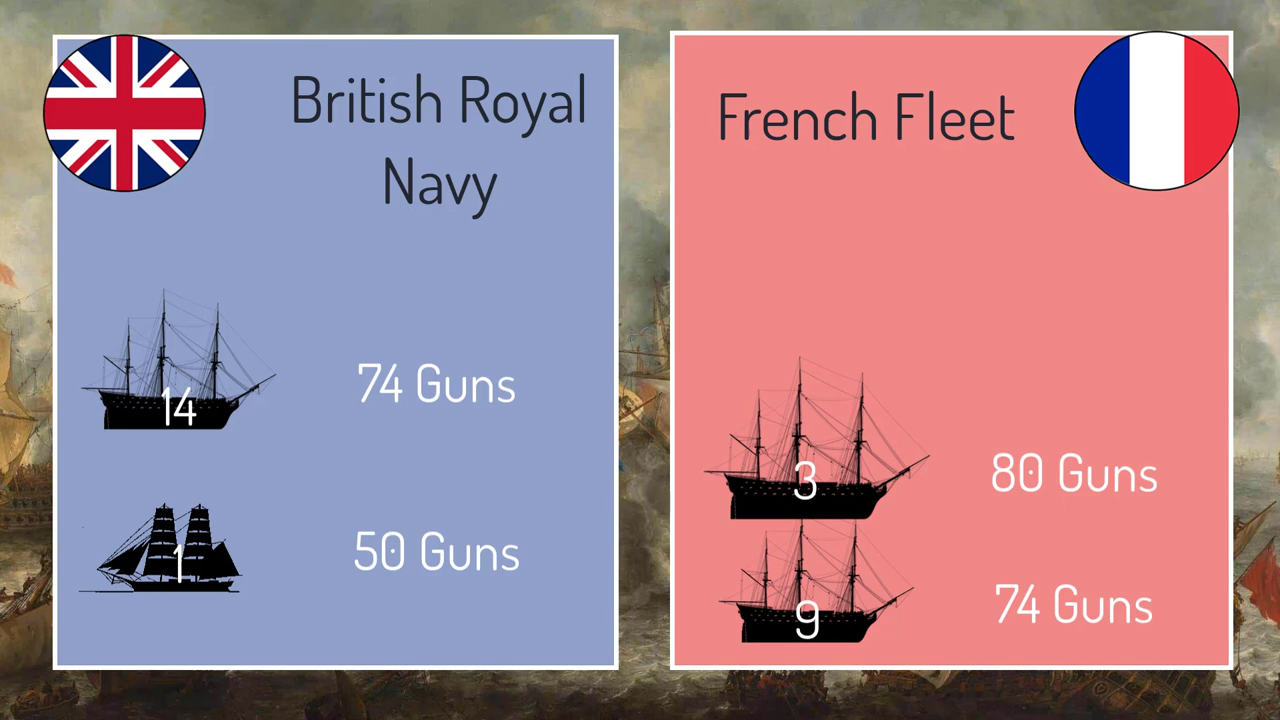 British Royal
Navy
14
74 Guns
1
50 Guns
French Fleet
3
80 Guns
9
74 Guns